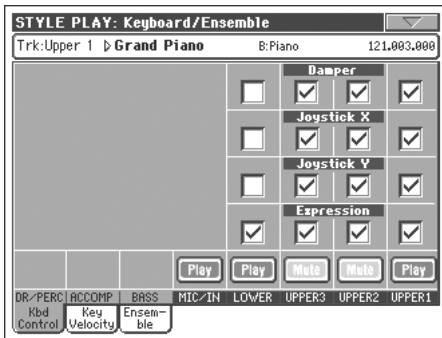 STYLE PLAY: Keyboard/Ensemble
Trk:Upper 1 ▷Grand Piano B:Piano 121.003.000
Damper
Joystick X
Joystick Y
Expression
Play Play Mute Mute Play
DR/PERC ACCOMP BASS MIC/IN LOWER UPPER3 UPPER2 UPPER1
Kbd Control Key Velocity Ensem-ble